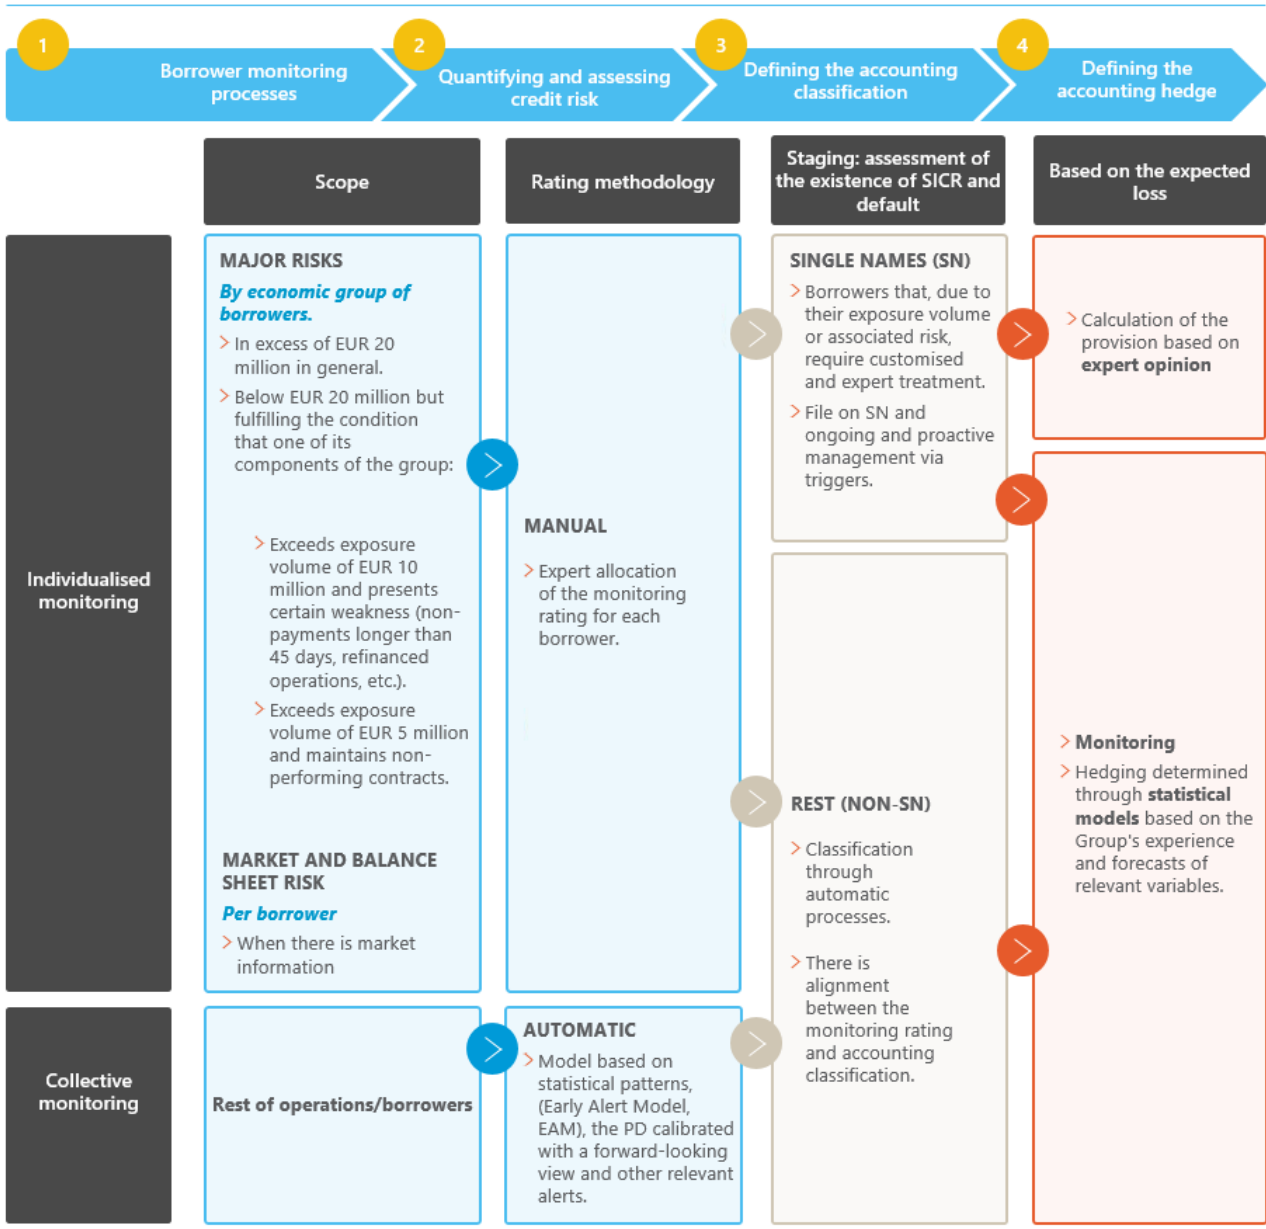 1
Borrower monitoring
processes
2
Quantifying and assessing
credit risk
3
Defining the accounting
classification
4
Defining the
accounting hedge
Scope
Rating methodology
Staging: assessment of
the existence of SICR and
default
Based on the expected
loss
Individualised
monitoring
MAJOR RISKS
By economic group of
borrowers.
In excess of EUR 20
million in general.
Below EUR 20 million but
fulfilling the condition
that one of its
components of the group:
Exceeds exposure
volume of EUR 10
million and presents
certain weakness (non-
payments longer than
45 days, refinanced
operations, etc.).
Exceeds exposure
volume of EUR 5 million
and maintains non-
performing contracts.
MARKET AND BALANCE
SHEET RISK
Per borrower
When there is market
information
MANUAL
Expert allocation
of the monitoring
rating for each
borrower.
SINGLE NAMES (SN)
Borrowers that, due to
their exposure volume
or associated risk,
require customised
and expert treatment.
File on SN and
ongoing and proactive
management via
triggers.
Calculation of the
provision based on
expert opinion
REST (NON-SN)
Classification
through
automatic
processes.
There is
alignment
between the
monitoring rating
and accounting
classification.
Monitoring
Hedging determined
through statistical
models based on the
Group's experience
and forecasts of
relevant variables.
Collective
monitoring
Rest of operations/borrowers
AUTOMATIC
Model based on
statistical patterns,
(Early Alert Model,
EAM), the PD calibrated
with a forward-looking
view and other relevant
alerts.